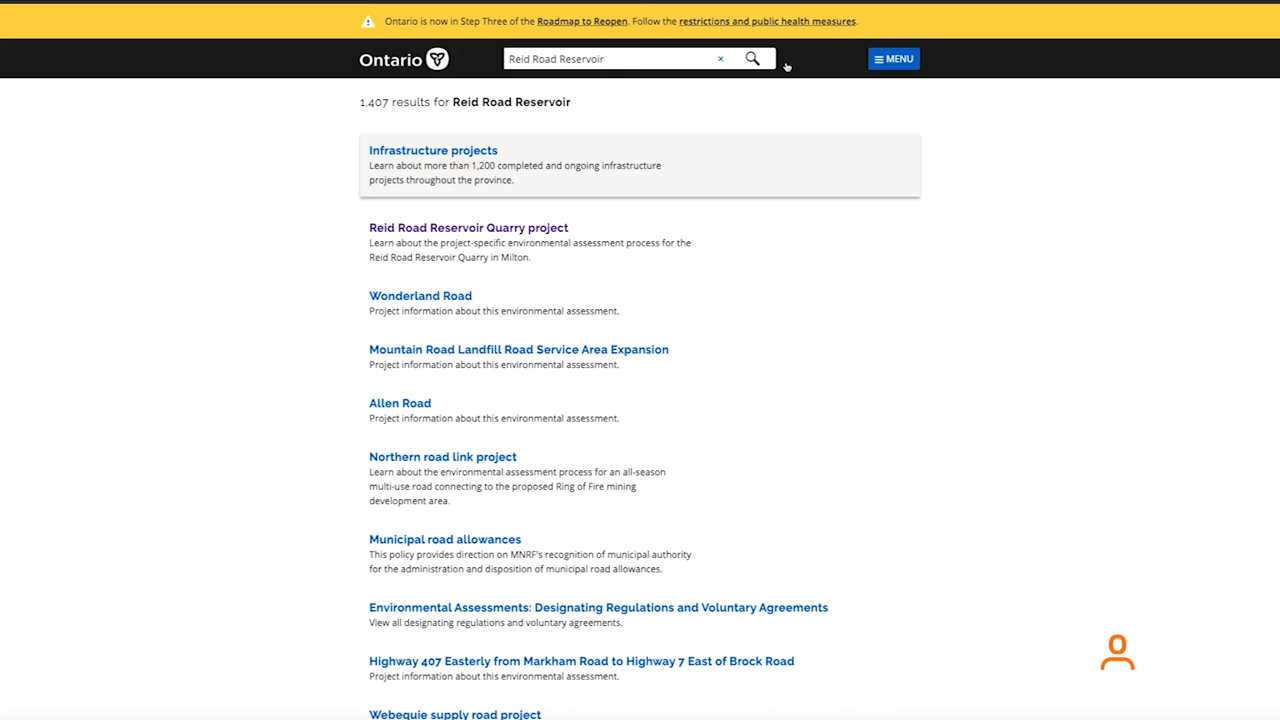 Ontario is now in Step Three of the Roadmap to Reopen. Follow the restrictions and public health measures.
Ontario
Reid Road Reservoir
×
MENU
1,407 results for Reid Road Reservoir
Infrastructure projects
Learn about more than 1,200 completed and ongoing infrastructure
projects throughout the province.
Reid Road Reservoir Quarry project
Learn about the project-specific environmental assessment process for the
Reid Road Reservoir Quarry in Milton.
Wonderland Road
Project information about this environmental assessment.
Mountain Road Landfill Road Service Area Expansion
Project information about this environmental assessment.
Allen Road
Project information about this environmental assessment.
Northern road link project
Learn about the environmental assessment process for an all-season
multi-use road connecting to the proposed Ring of Fire mining
development area.
Municipal road allowances
This policy provides direction on MNRF's recognition of municipal authority
for the administration and disposition of municipal road allowances.
Environmental Assessments: Designating Regulations and Voluntary Agreements
View all designating regulations and voluntary agreements.
Highway 407 Easterly from Markham Road to Highway 7 East of Brock Road
Project information about this environmental assessment.
Webequie supply road project